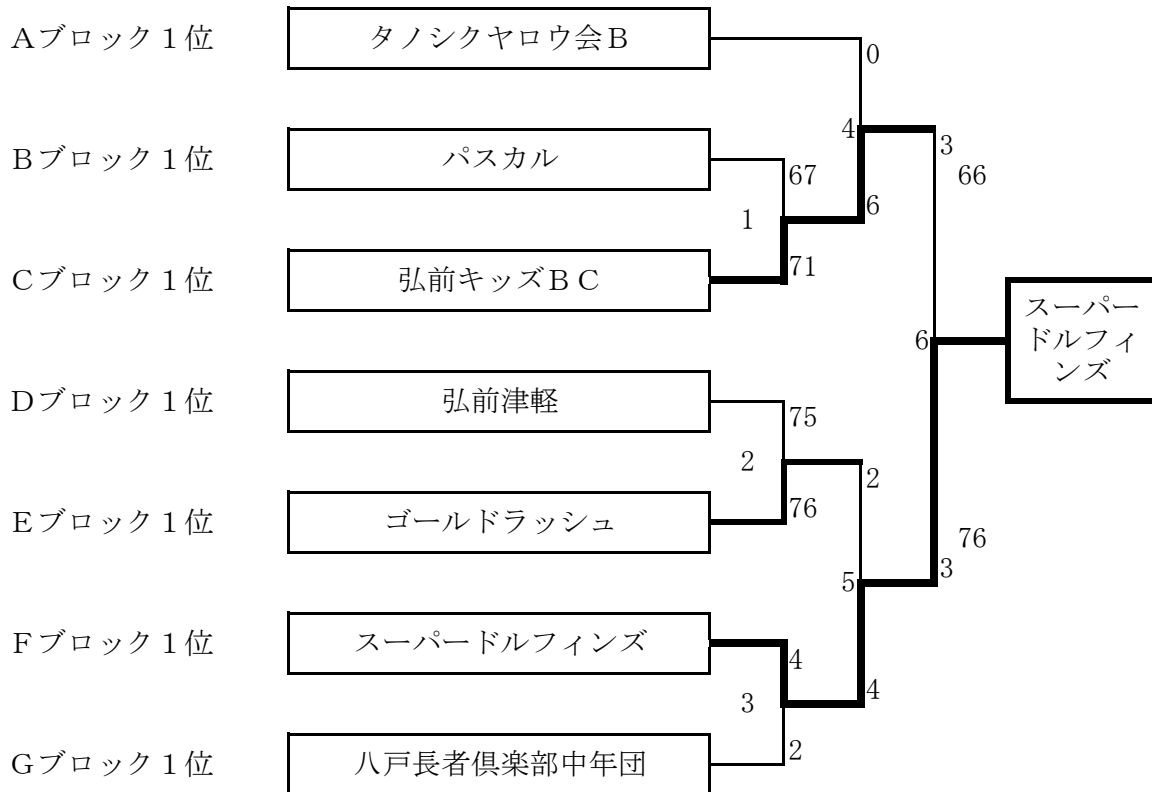 Aブロック1位
タノシクヤロウ会B
0
4
3
66
Bブロック1位
パスカル
67
1
6
Cブロック1位
弘前キッズBC
71
スーパー
ドルフィ
ンズ
6
Dブロック1位
弘前津軽
75
2
2
Eブロック1位
ゴールドラッシュ
76
76
5
3
Fブロック1位
スーパードルフィンズ
4
3
4
Gブロック1位
八戸長者倶楽部中年団
2